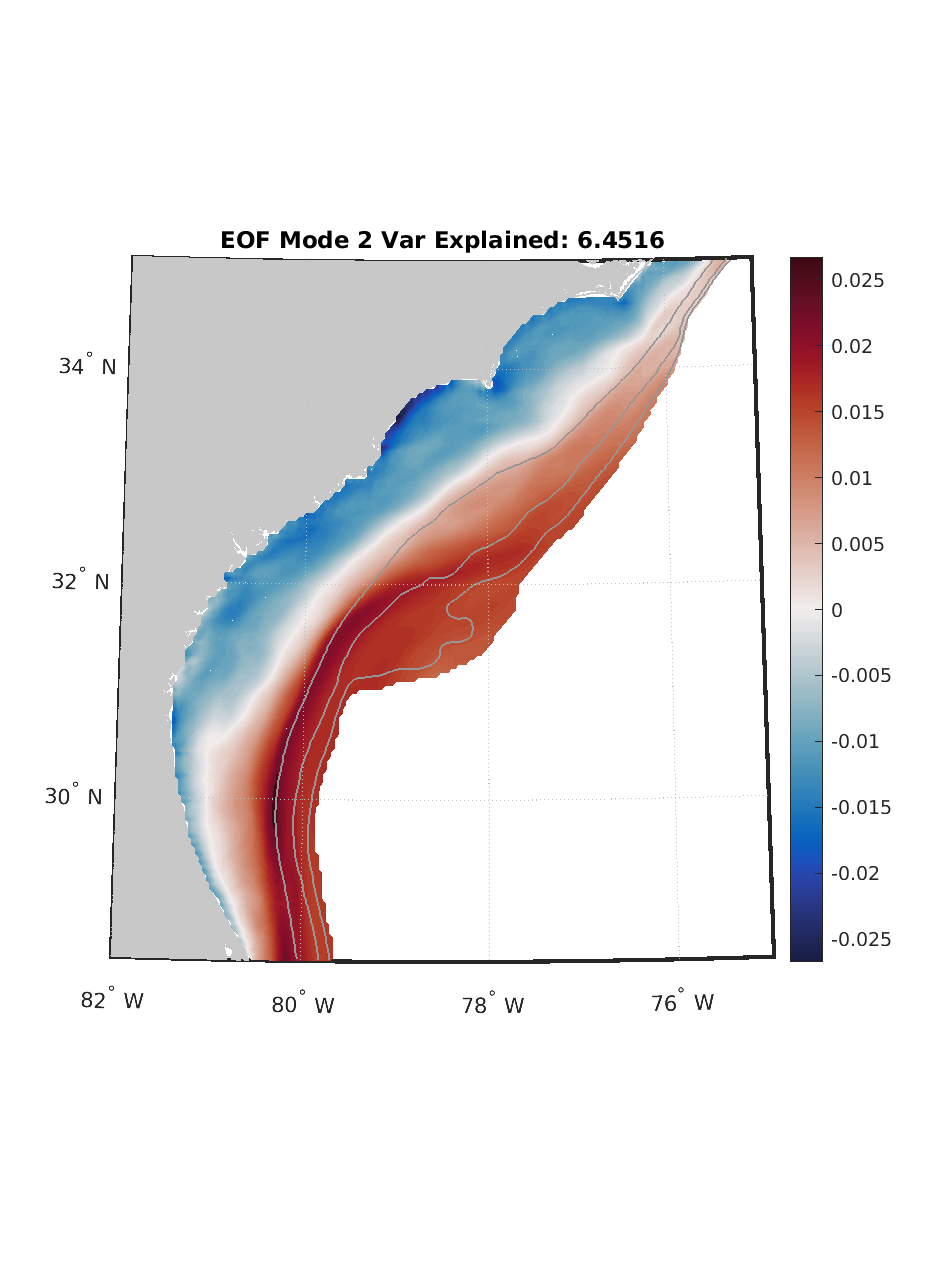 EOF Mode 2 Var Explained: 6.4516
34° N
32° N
30° N
82° W
80° W
78° W
76° W
0.025
0.02
0.015
0.01
0.005
0
-0.005
-0.01
-0.015
-0.02
-0.025